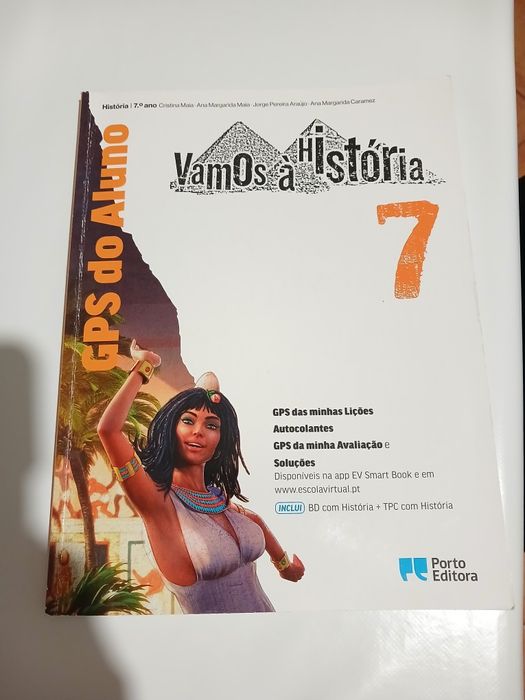 História | 7.º ano Cristina Maia · Ana Margarida Maia · Jorge Pereira Araújo · Ana Margarida Caramez
GPS do Aluno
Vamos à História
7
GPS das minhas Lições
Autocolantes
GPS da minha Avaliação e
Soluções
Disponíveis na app EV Smart Book e em
www.escolavirtual.pt
INCLUI BD com História + TPC com História
Porto
Editora